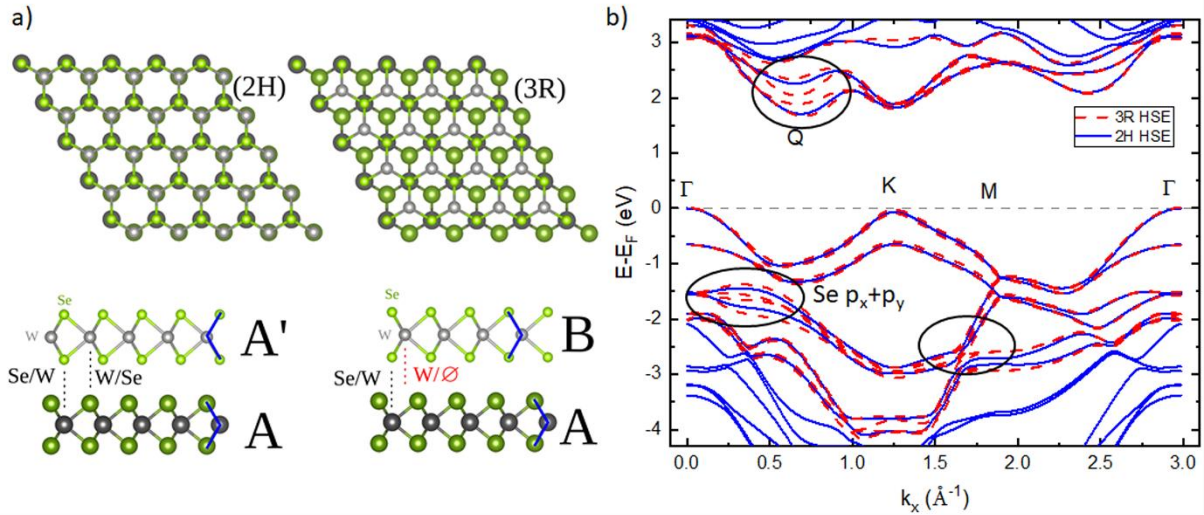 a)
(2H)
(3R)
Se
W
A'
Se/W
W/Se
A
W
B
Se/W
W/∅
A
b)
3
2
1
0
-1
-2
-3
-4
E-E_F (eV)
Q
3R HSE
2H HSE
Γ
K
M
Γ
Se p_x+p_y
0.0 0.5 1.0 1.5 2.0 2.5 3.0
k_x (Å⁻¹)